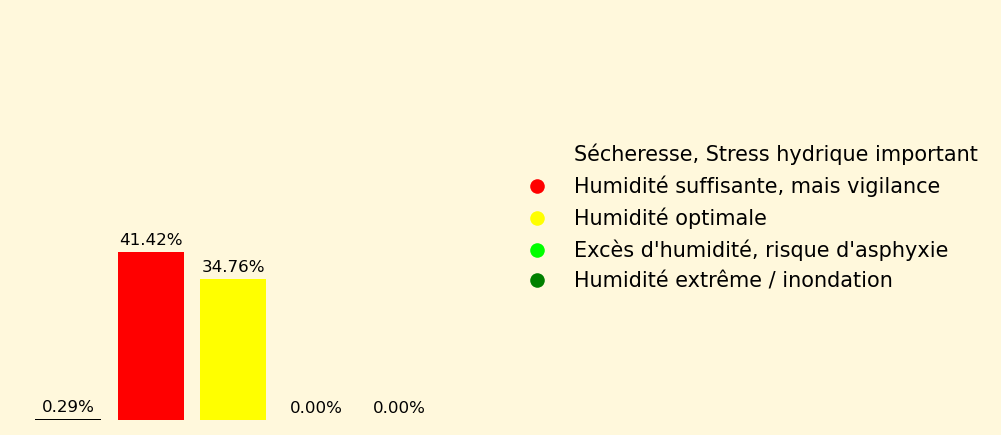 41.42%
34.76%
0.29%
0.00%
0.00%
Sécheresse, Stress hydrique important
Humidité suffisante, mais vigilance
Humidité optimale
Excès d'humidité, risque d'asphyxie
Humidité extrême / inondation